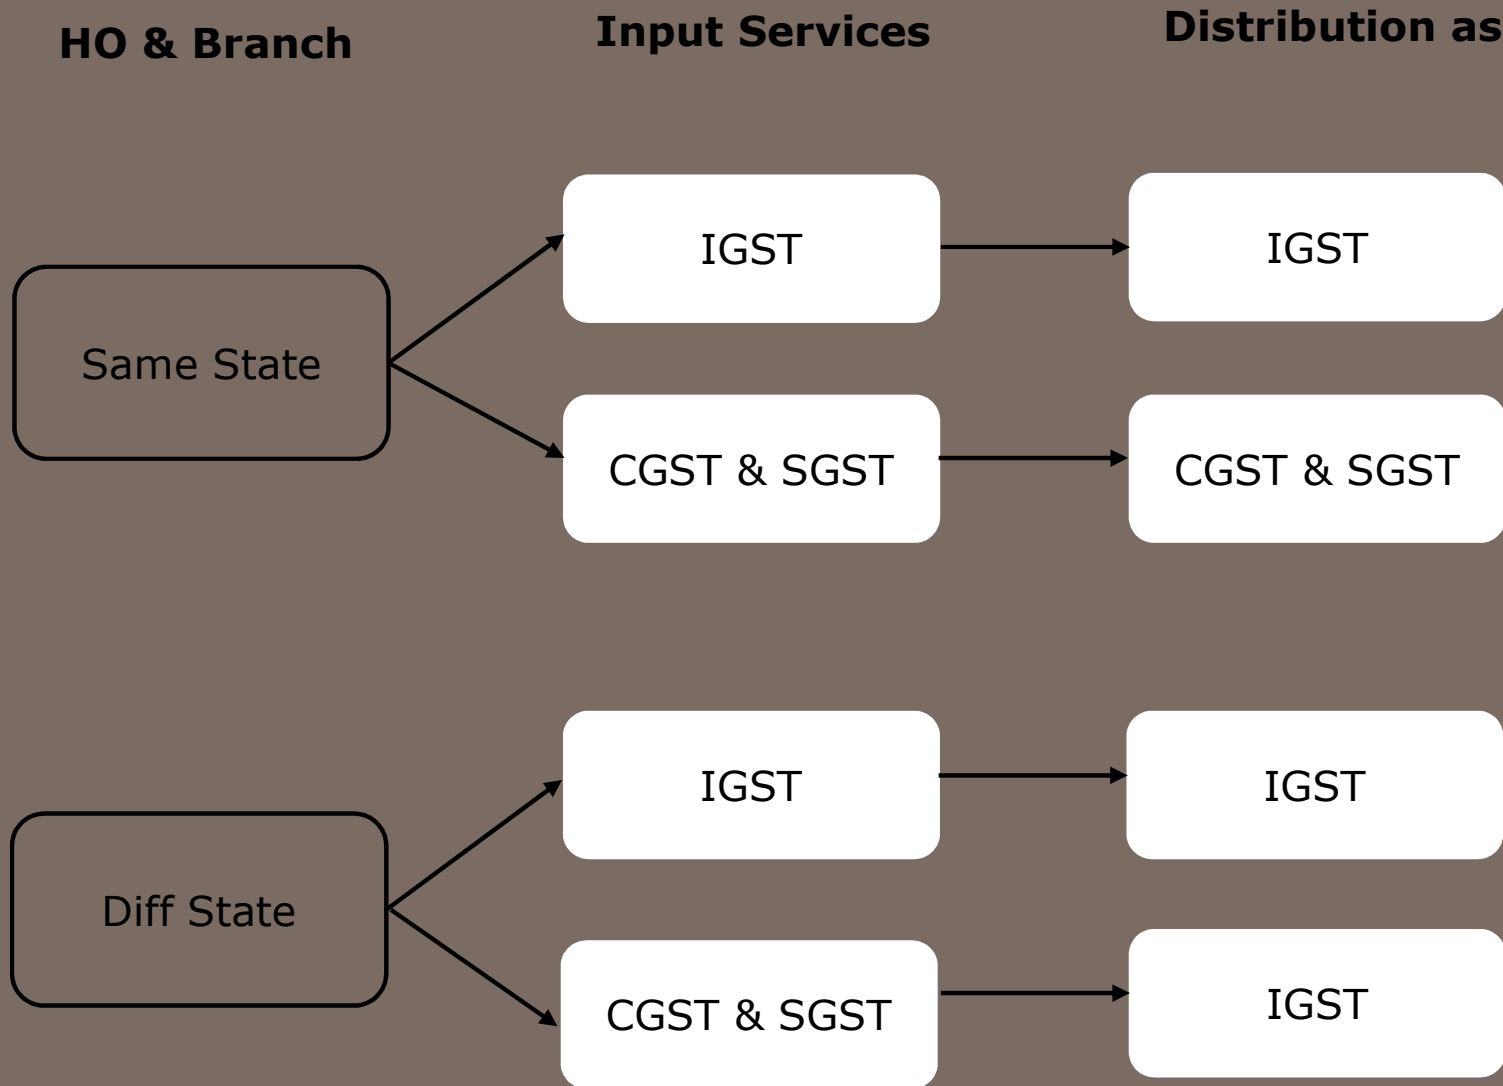 HO & Branch
Input Services
Distribution as
Same State
IGST
IGST
CGST & SGST
CGST & SGST
Diff State
IGST
IGST
CGST & SGST
IGST